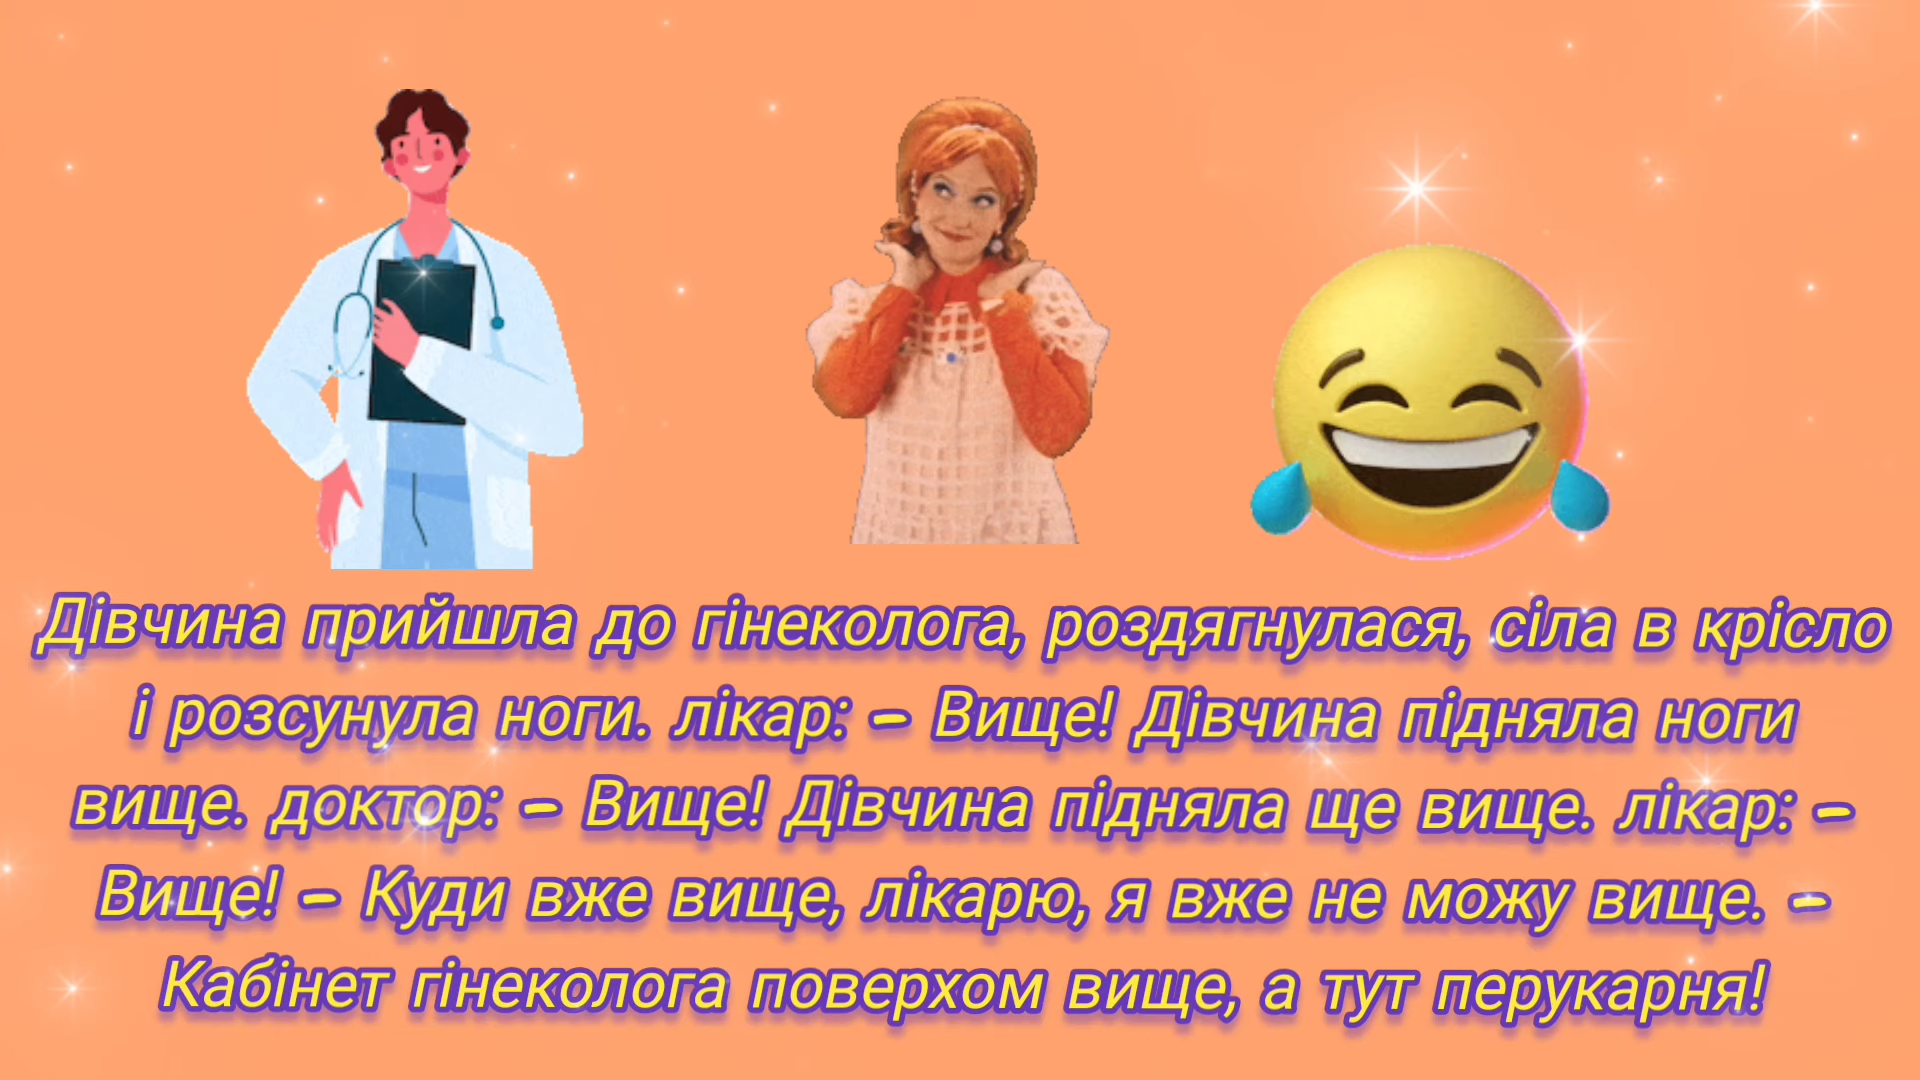 Дівчина прийшла до гінеколога, роздягнулася, сіла в крісло
і розсунула ноги. лікар: – Вище! Дівчина підняла ноги
вище. доктор: – Вище! Дівчина підняла ще вище. лікар: –
Вище! – Куди вже вище, лікарю, я вже не можу вище. –
Кабінет гінеколога поверхом вище, а тут перукарня!